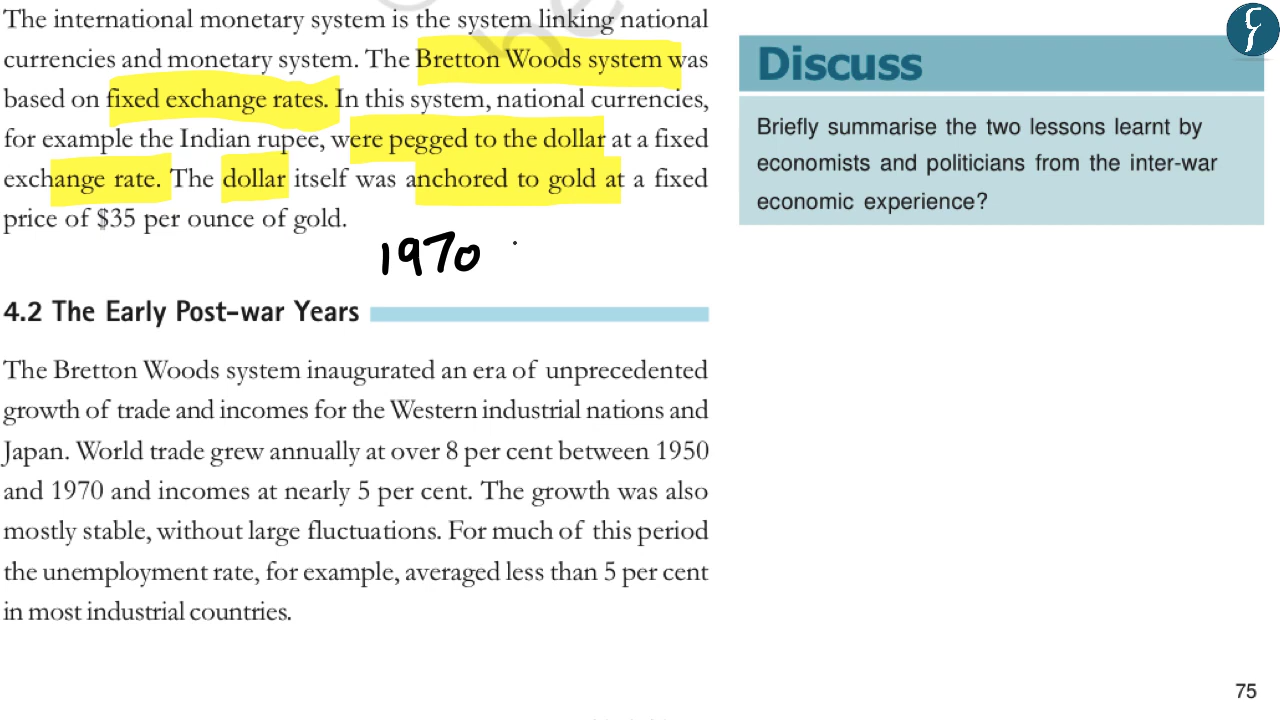 The international monetary system is the system linking national
currencies and monetary system. The Bretton Woods system was
based on fixed exchange rates. In this system, national currencies,
for example the Indian rupee, were pegged to the dollar at a fixed
exchange rate. The dollar itself was anchored to gold at a fixed
price of $35 per ounce of gold.
1970
4.2 The Early Post-war Years
The Bretton Woods system inaugurated an era of unprecedented
growth of trade and incomes for the Western industrial nations and
Japan. World trade grew annually at over 8 per cent between 1950
and 1970 and incomes at nearly 5 per cent. The growth was also
mostly stable, without large fluctuations. For much of this period
the unemployment rate, for example, averaged less than 5 per cent
in most industrial countries.
Discuss
Briefly summarise the two lessons learnt by
economists and politicians from the inter-war
economic experience?
75